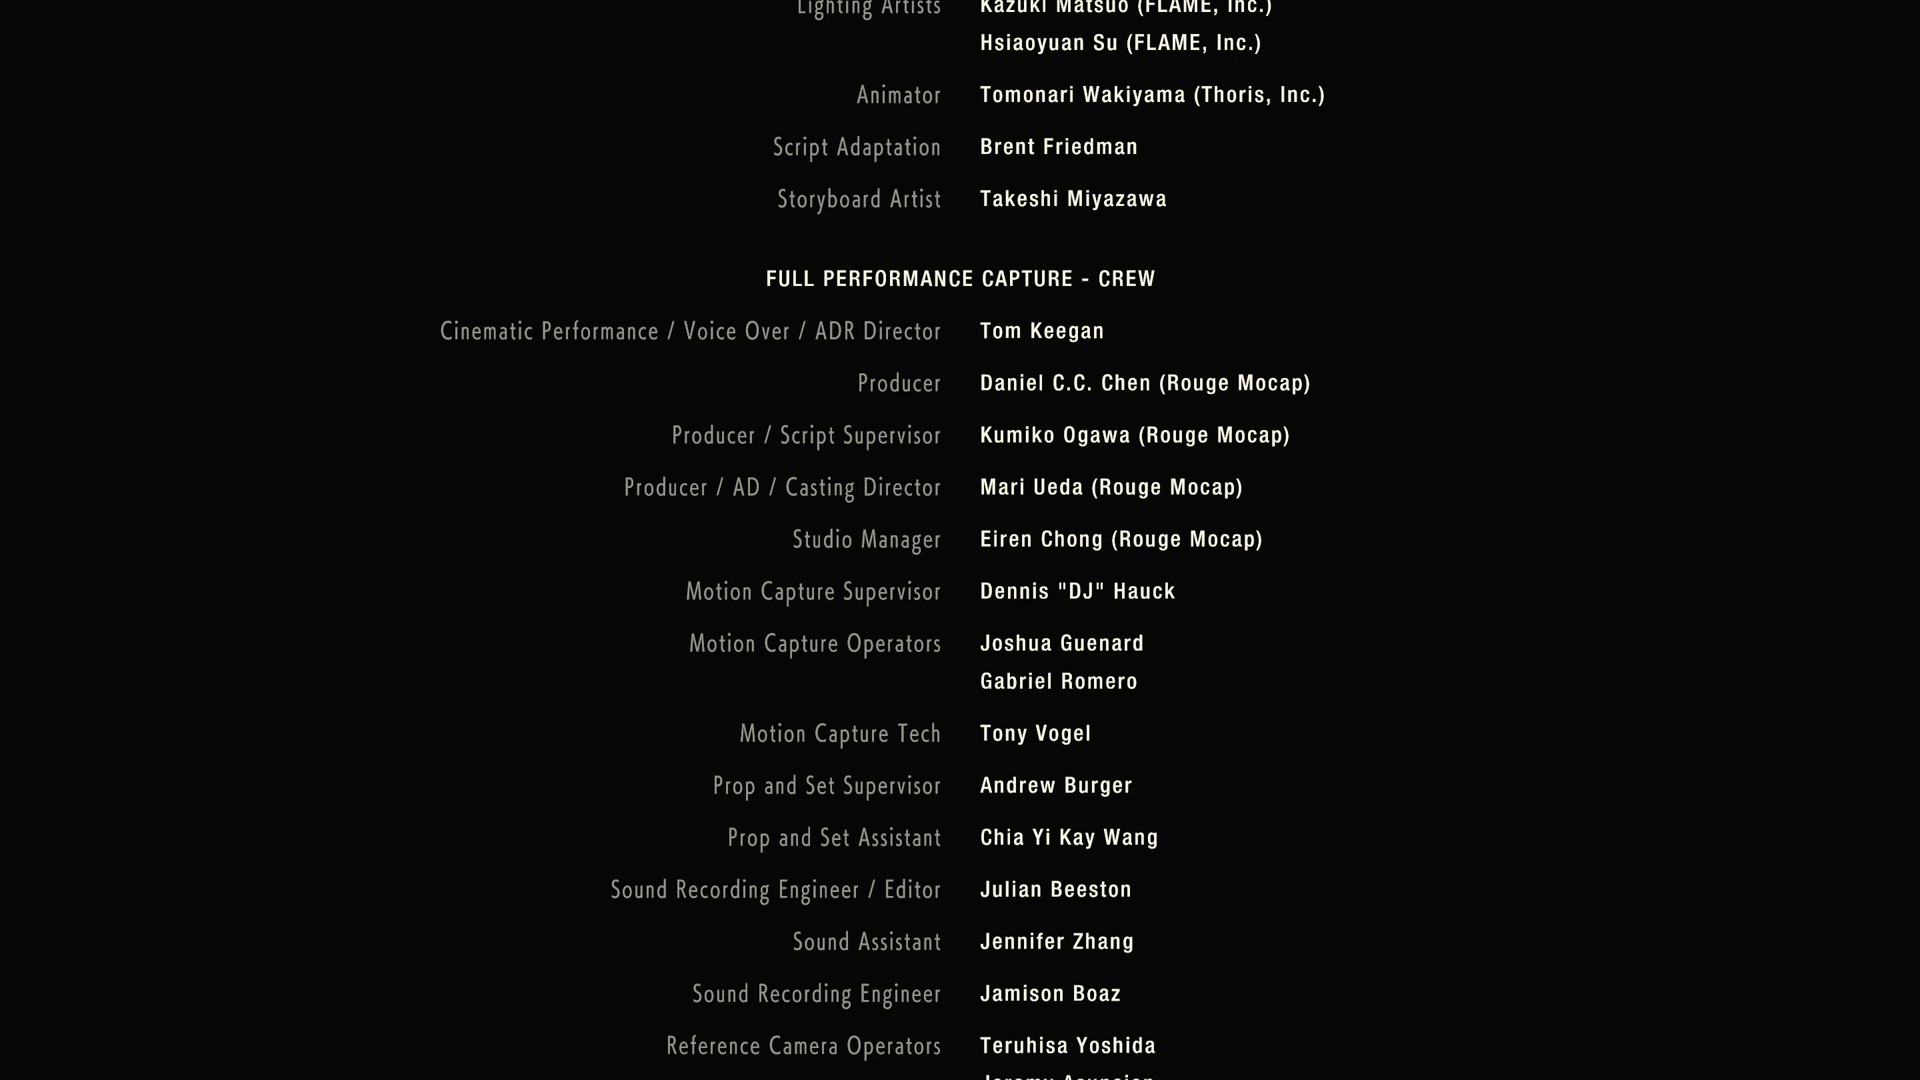 Lighting Artists Kazuki Matsuo (FLAME, Inc.)
Hsiaoyuan Su (FLAME, Inc.)
Animator Tomonari Wakiyama (Thoris, Inc.)
Script Adaptation Brent Friedman
Storyboard Artist Takeshi Miyazawa
FULL PERFORMANCE CAPTURE - CREW
Cinematic Performance / Voice Over / ADR Director Tom Keegan
Producer Daniel C.C. Chen (Rouge Mocap)
Producer / Script Supervisor Kumiko Ogawa (Rouge Mocap)
Producer / AD / Casting Director Mari Ueda (Rouge Mocap)
Studio Manager Eiren Chong (Rouge Mocap)
Motion Capture Supervisor Dennis "DJ" Hauck
Motion Capture Operators Joshua Guenard
Gabriel Romero
Motion Capture Tech Tony Vogel
Prop and Set Supervisor Andrew Burger
Prop and Set Assistant Chia Yi Kay Wang
Sound Recording Engineer / Editor Julian Beeston
Sound Assistant Jennifer Zhang
Sound Recording Engineer Jamison Boaz
Reference Camera Operators Teruhisa Yoshida